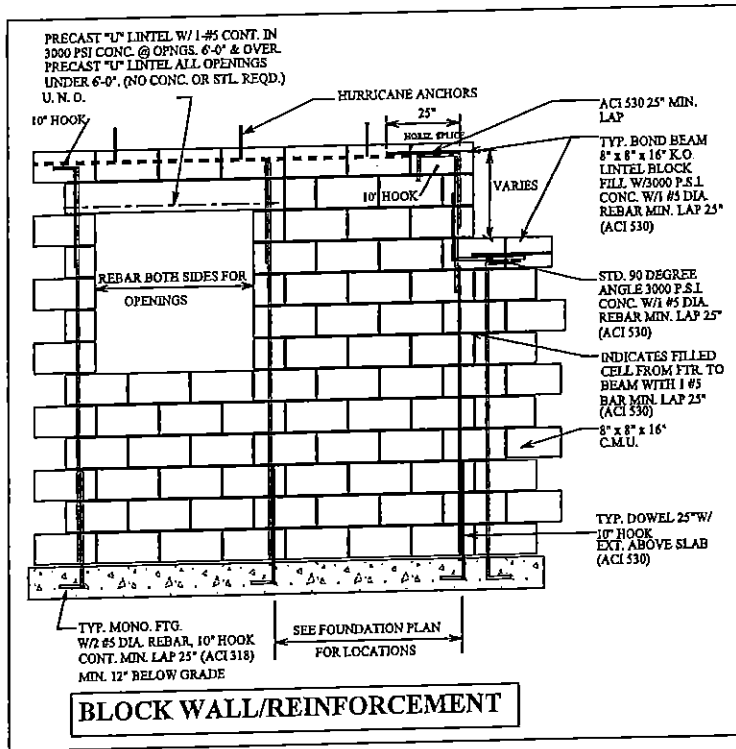 PRECAST "U" LINTEL W/ 1-#5 CONT. IN
3000 PSI CONC. @ OPNGS. 6'-0" & OVER.
PRECAST "U" LINTEL ALL OPENINGS
UNDER 6'-0". (NO CONC. OR STL. REQD.)
U. N. O.
10" HOOK
HURRICANE ANCHORS
25"
HORIZ. SPLICE
10" HOOK
VARIES
ACI 530 25" MIN.
LAP
TYP. BOND BEAM
8" x 8" x 16" K.O.
LINTEL BLOCK
FILL W/3000 P.S.I.
CONC. W/1 #5 DIA.
REBAR MIN. LAP 25"
(ACI 530)
REBAR BOTH SIDES FOR
OPENINGS
STD. 90 DEGREE
ANGLE 3000 P.S.I.
CONC. W/1 #5 DIA.
REBAR MIN. LAP 25"
(ACI 530)
INDICATES FILLED
CELL FROM FTR. TO
BEAM WITH 1 #5
BAR MIN. LAP 25"
(ACI 530)
8" x 8" x 16"
C.M.U.
TYP. DOWEL 25"W/
10" HOOK
EXT. ABOVE SLAB
(ACI 530)
TYP. MONO. FTG.
W/2 #5 DIA. REBAR, 10" HOOK
CONT. MIN. LAP 25" (ACI 318)
MIN. 12" BELOW GRADE
SEE FOUNDATION PLAN
FOR LOCATIONS
BLOCK WALL/REINFORCEMENT